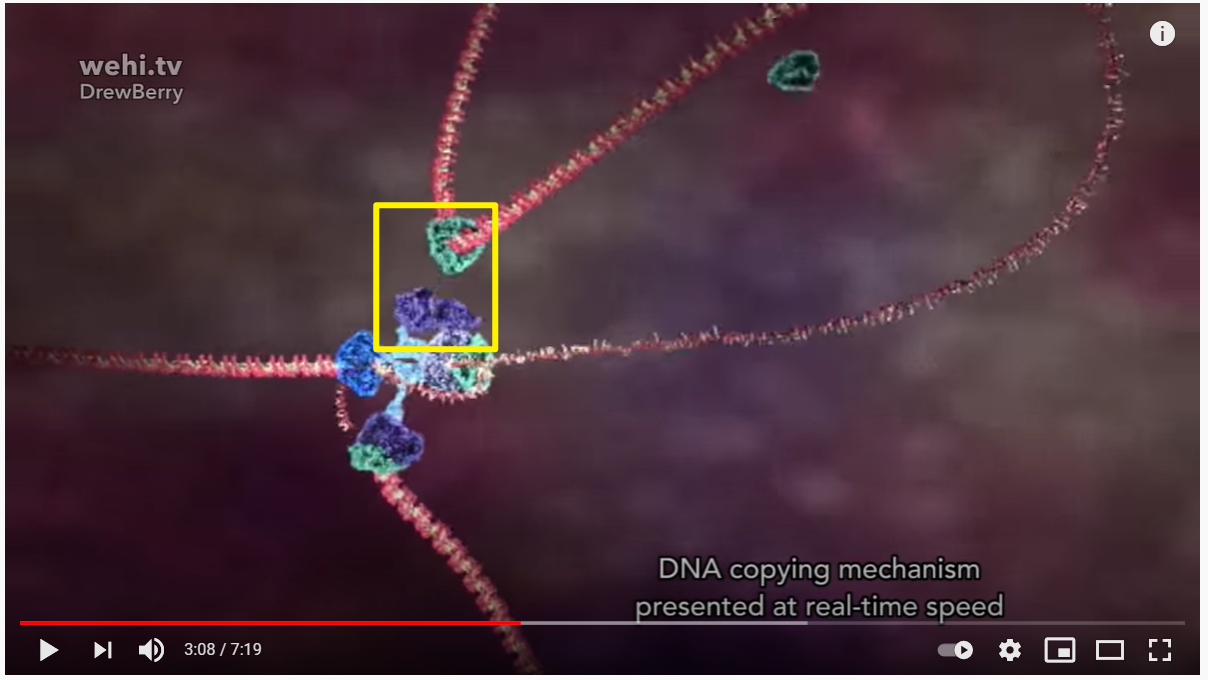 wehi.tv
DrewBerry
i
DNA copying mechanism
presented at real-time speed
3:08 / 7:19